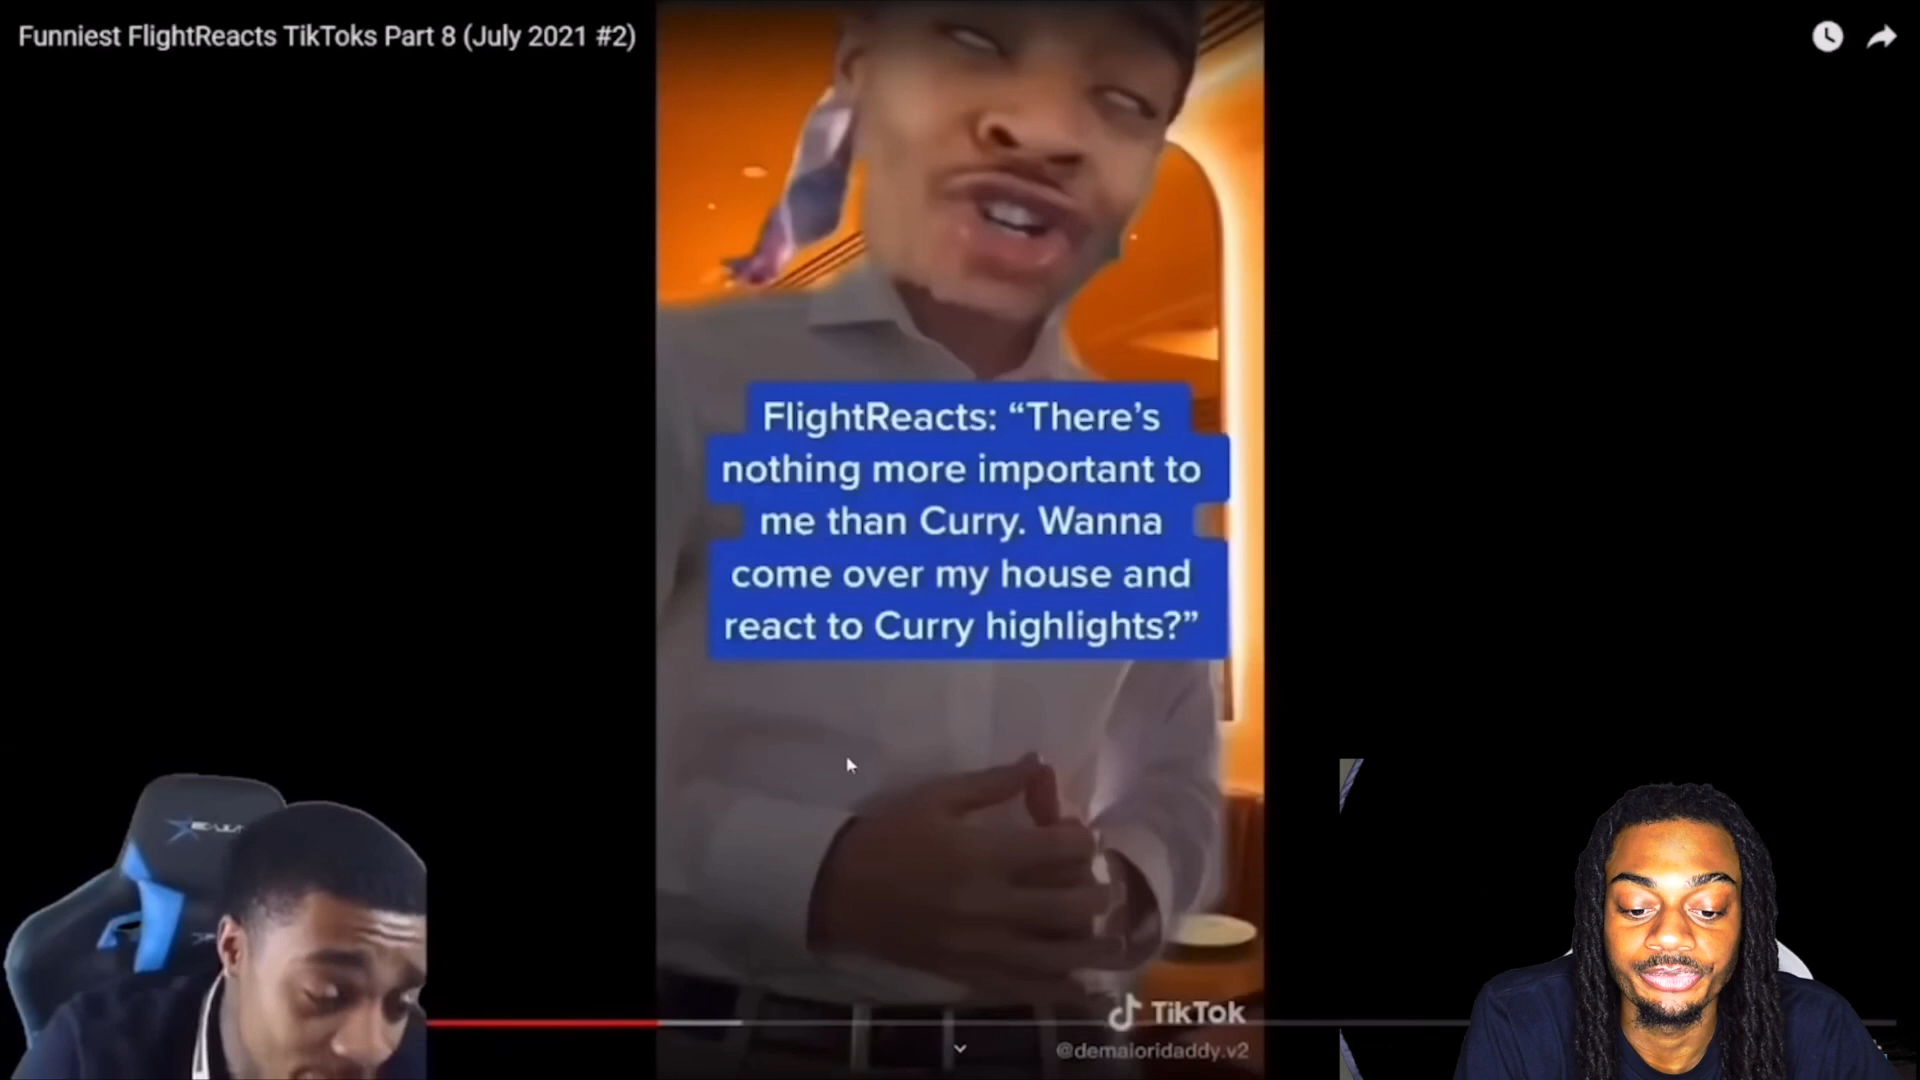 Funniest FlightReacts TikToks Part 8 (July 2021 #2)
FlightReacts: “There’s
nothing more important to
me than Curry. Wanna
come over my house and
react to Curry highlights?”
TikTok
@demaioridaddy.v2